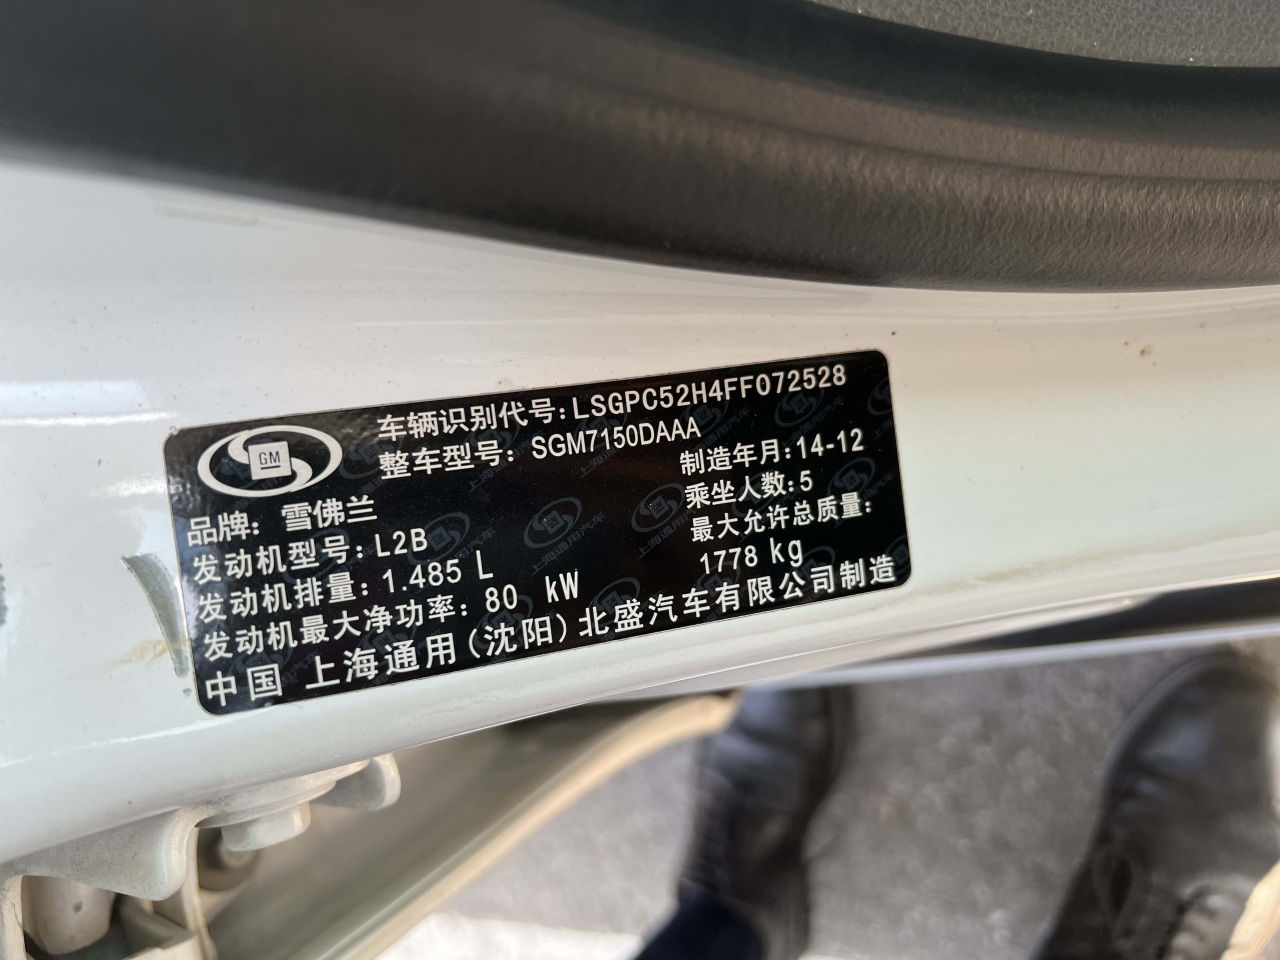 GM
车辆识别代号:LSGPC52H4FF072528
整车型号: SGM7150DAAA
品牌: 雪佛兰
制造年月:14-12
发动机型号:L2B
乘坐人数:5
发动机排量:1.485 L
最大允许总质量:
1778 kg
发动机最大净功率: 80 kW
中国 上海通用(沈阳)北盛汽车有限公司制造